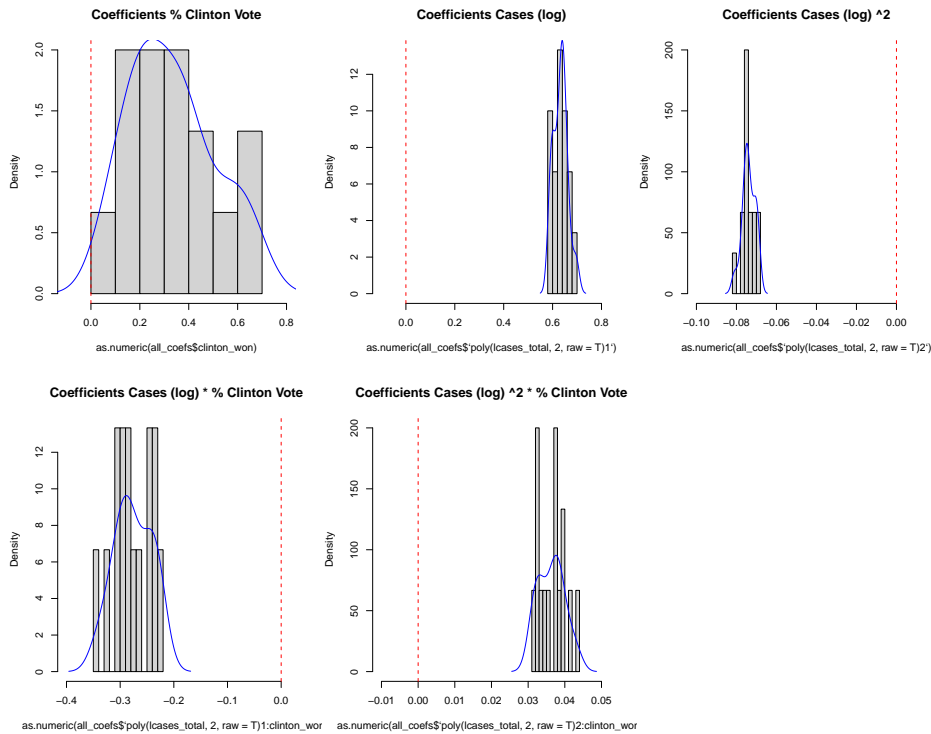 Coefficients % Clinton Vote
Density
0.0 0.5 1.0 1.5 2.0
0.0 0.2 0.4 0.6 0.8
as.numeric(all_coefs$clinton_won)
Coefficients Cases (log)
Density
0 2 4 6 8 10 12
0.0 0.2 0.4 0.6 0.8
as.numeric(all_coefs$‘poly(lcases_total, 2, raw = T)1‘)
Coefficients Cases (log) ^2
Density
0 50 100 150 200
−0.10 −0.08 −0.06 −0.04 −0.02 0.00
as.numeric(all_coefs$‘poly(lcases_total, 2, raw = T)2‘)
Coefficients Cases (log) * % Clinton Vote
Density
0 2 4 6 8 10 12
−0.4 −0.3 −0.2 −0.1 0.0
as.numeric(all_coefs$‘poly(lcases_total, 2, raw = T)1:clinton_wor
Coefficients Cases (log) ^2 * % Clinton Vote
Density
0 50 100 150 200
−0.01 0.00 0.01 0.02 0.03 0.04 0.05
as.numeric(all_coefs$‘poly(lcases_total, 2, raw = T)2:clinton_wor